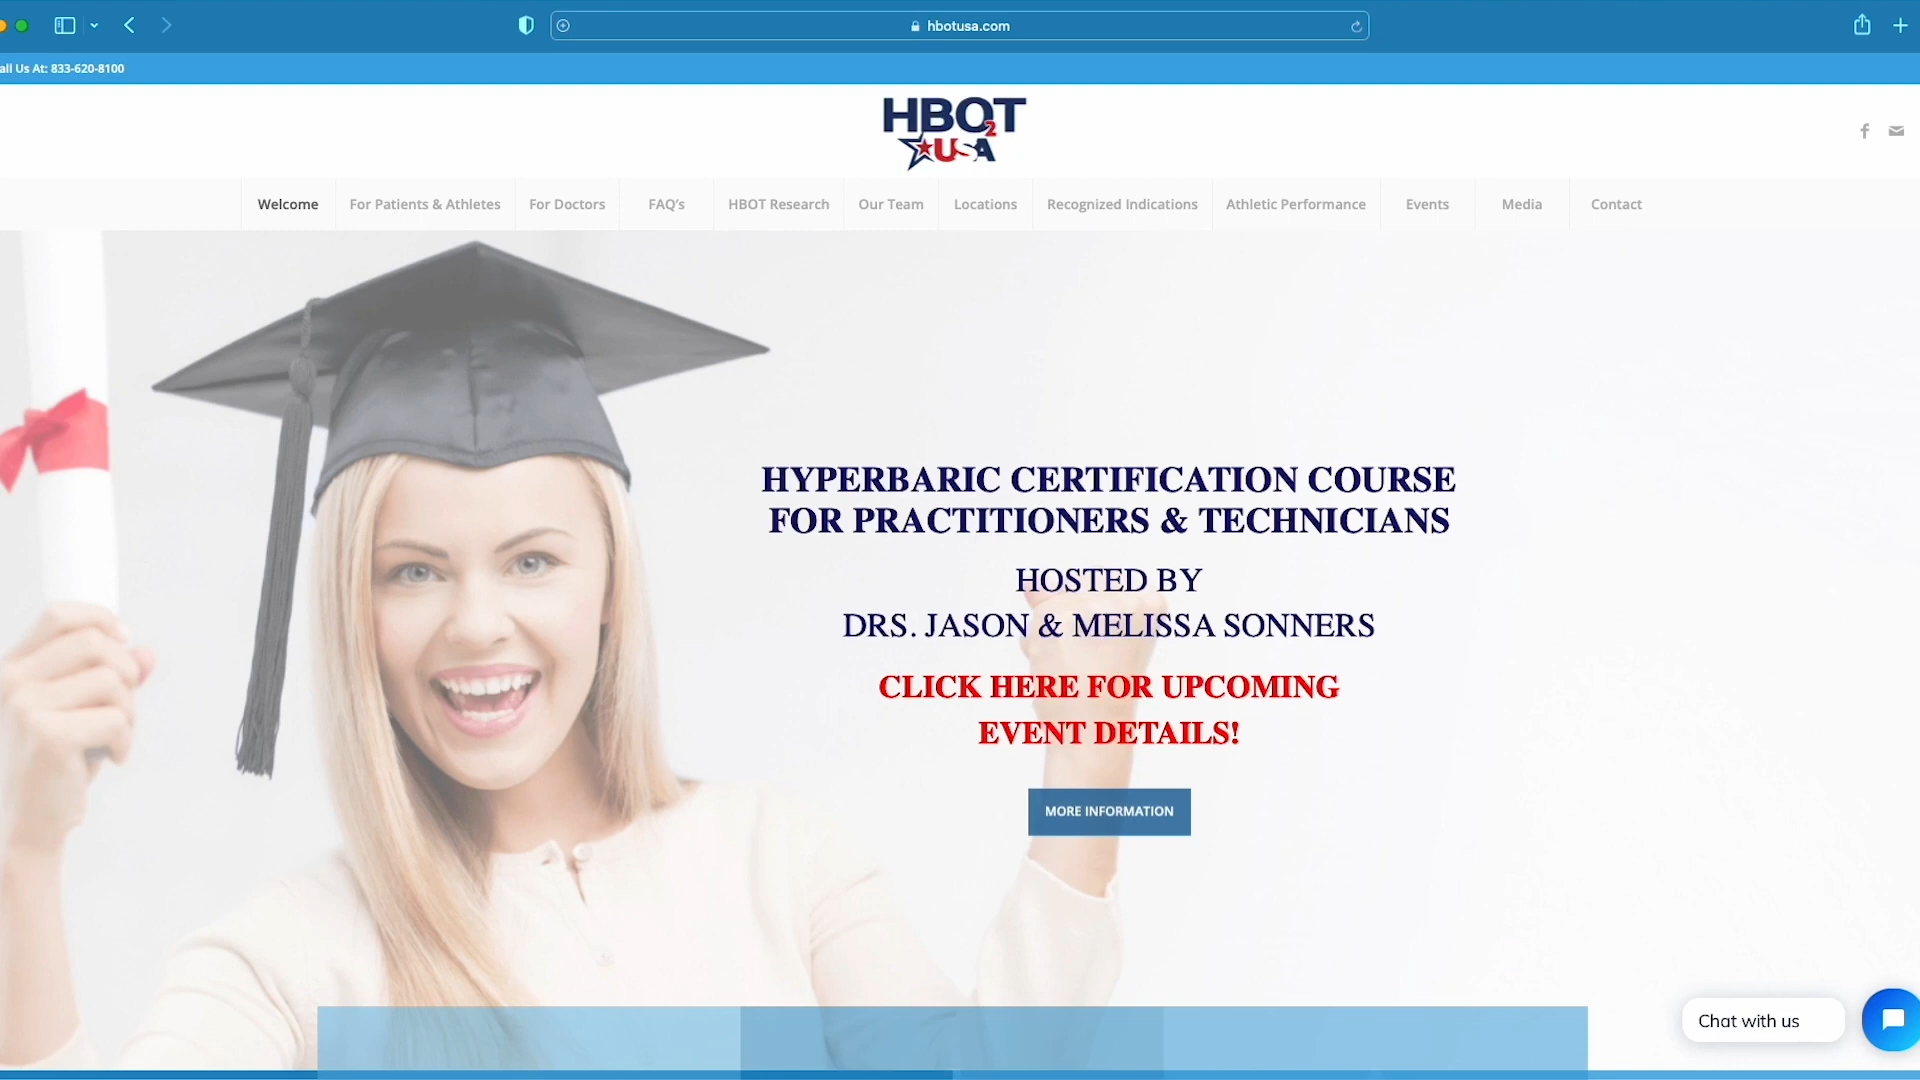 hbotusa.com
all Us At: 833-620-8100
HBO2T
USA
Welcome
For Patients & Athletes
For Doctors
FAQ's
HBOT Research
Our Team
Locations
Recognized Indications
Athletic Performance
Events
Media
Contact
HYPERBARIC CERTIFICATION COURSE
FOR PRACTITIONERS & TECHNICIANS
HOSTED BY
DRS. JASON & MELISSA SONNERS
CLICK HERE FOR UPCOMING
EVENT DETAILS!
MORE INFORMATION
Chat with us